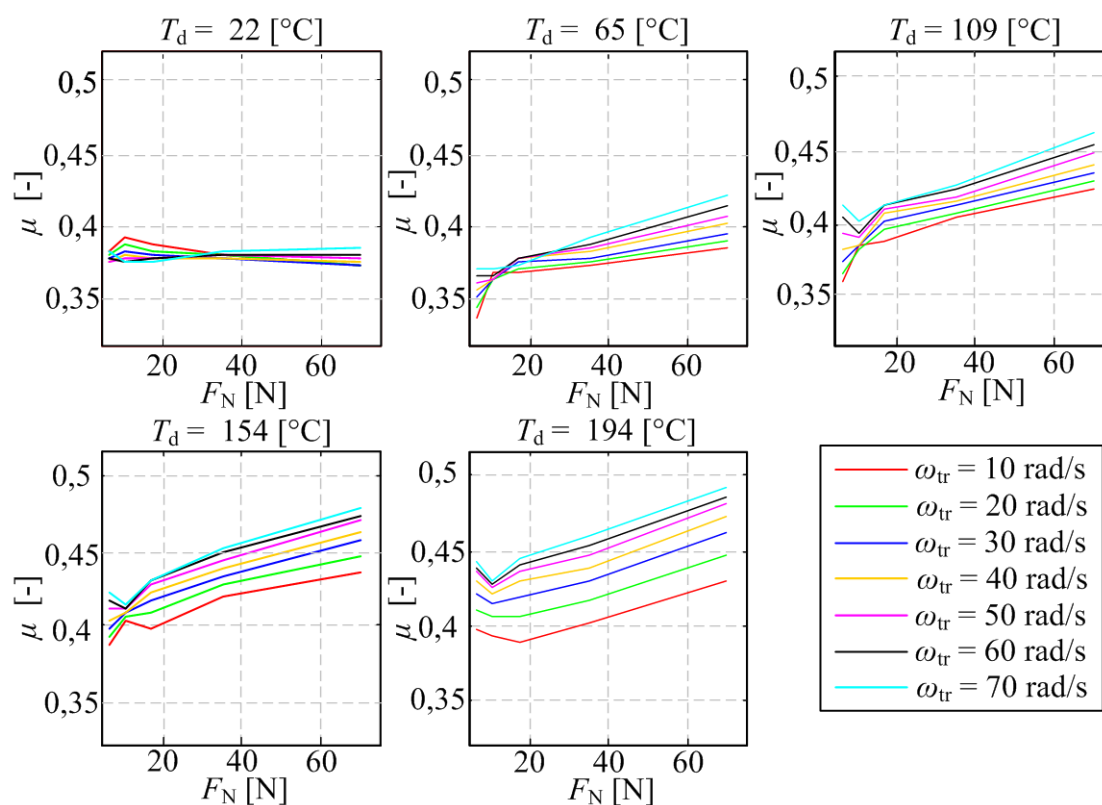 T_d = 22 [°C]
0,5
0,45
0,4
0,35
μ [-]
20 40 60
F_N [N]
T_d = 65 [°C]
0,5
0,45
0,4
0,35
μ [-]
20 40 60
F_N [N]
T_d = 109 [°C]
0,5
0,45
0,4
0,35
μ [-]
20 40 60
F_N [N]
T_d = 154 [°C]
0,5
0,45
0,4
0,35
μ [-]
20 40 60
F_N [N]
T_d = 194 [°C]
0,5
0,45
0,4
0,35
μ [-]
20 40 60
F_N [N]
ω_tr = 10 rad/s
ω_tr = 20 rad/s
ω_tr = 30 rad/s
ω_tr = 40 rad/s
ω_tr = 50 rad/s
ω_tr = 60 rad/s
ω_tr = 70 rad/s